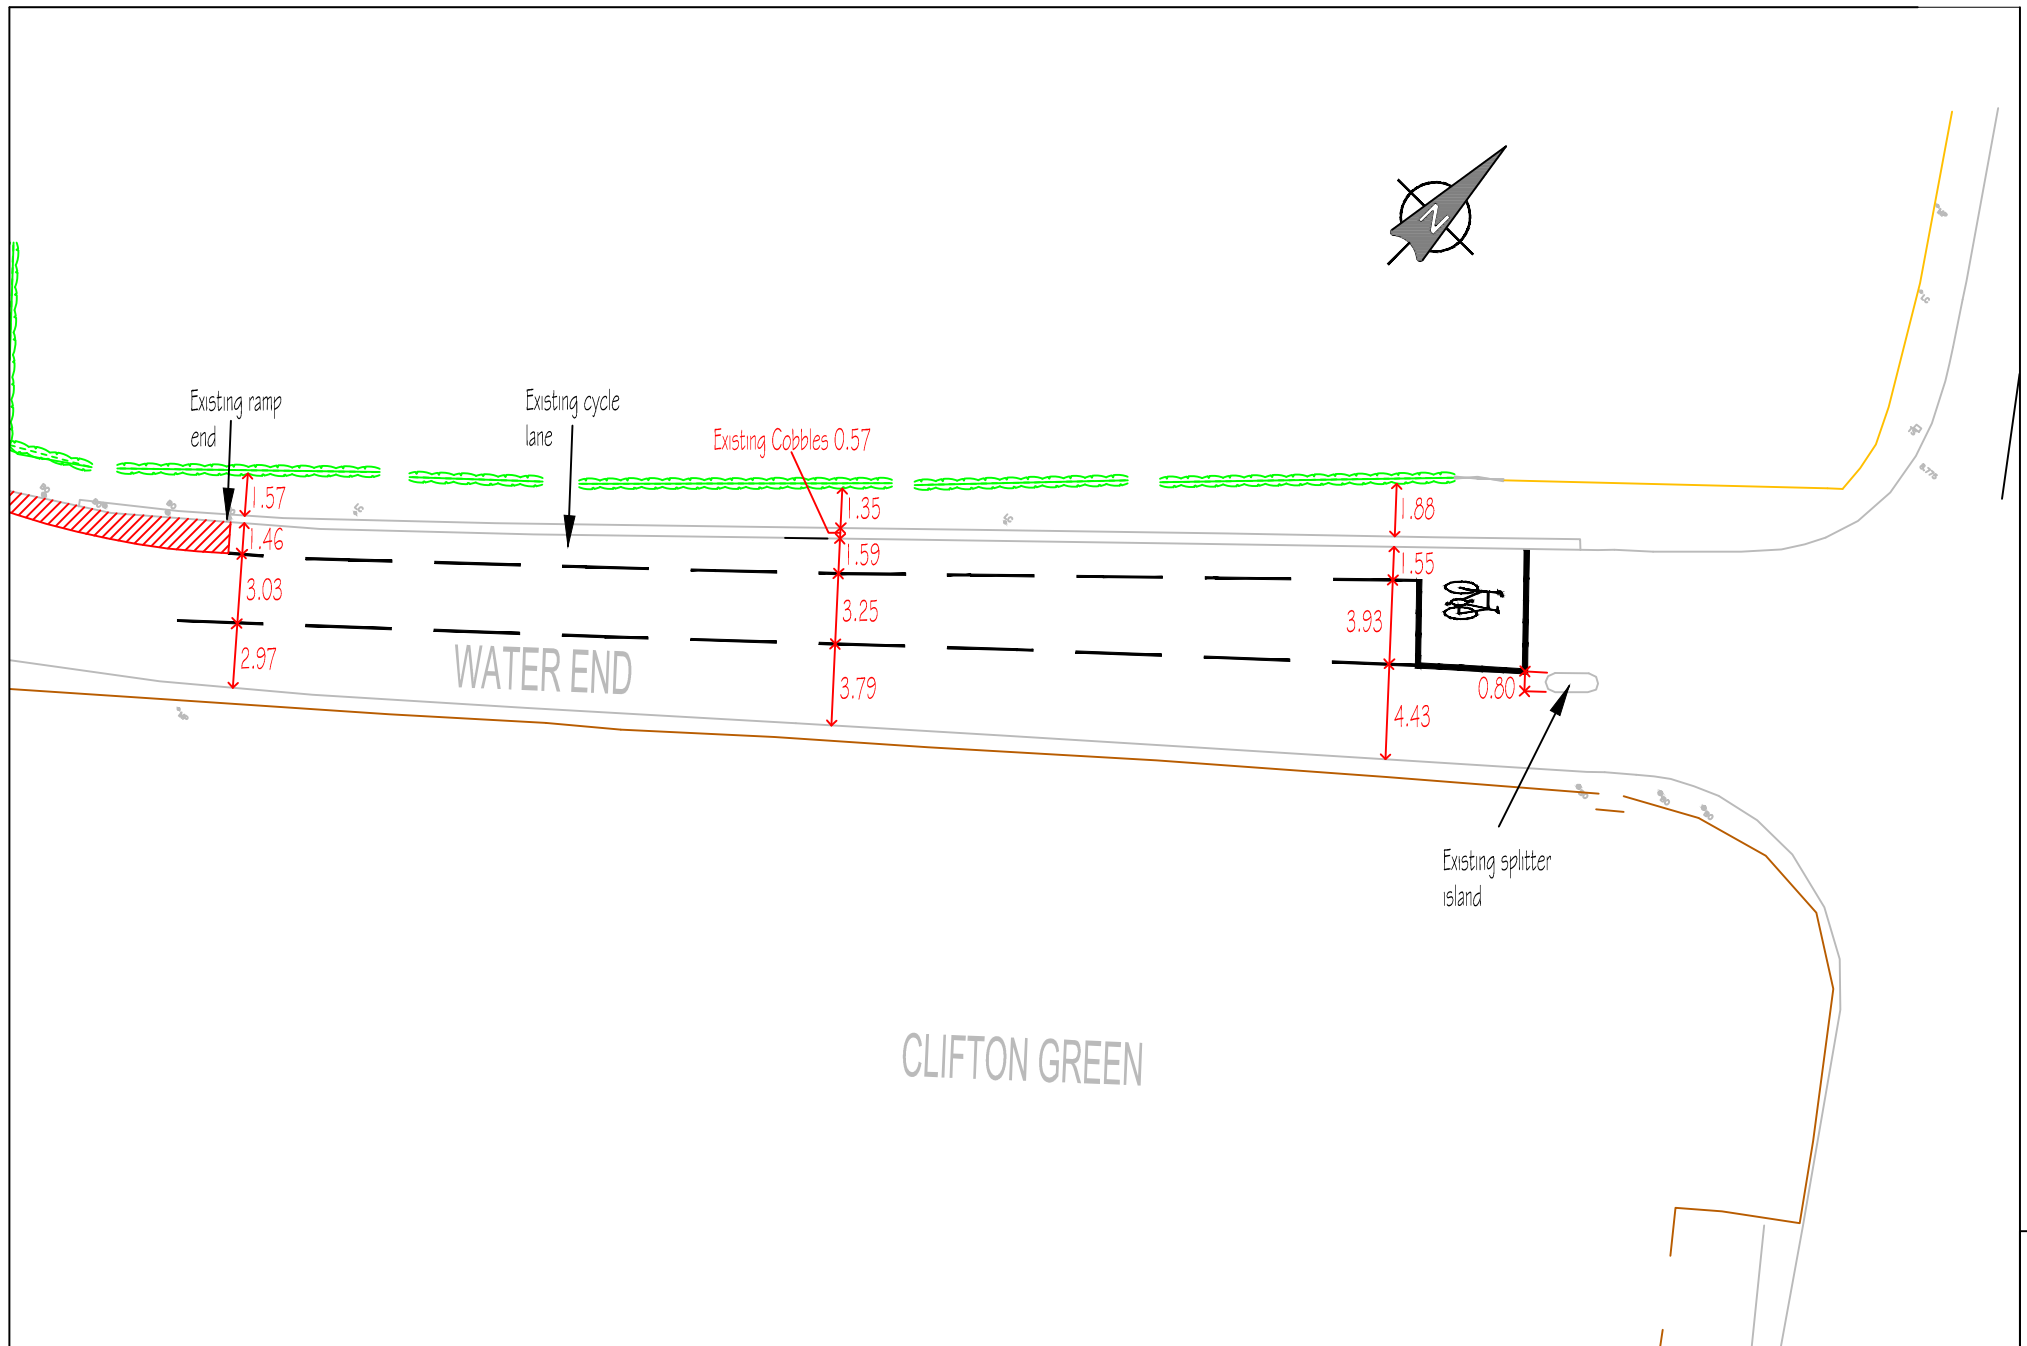 N
Existing ramp
end
Existing cycle
lane
Existing Cobbles 0.57
1.57
1.35
1.88
1.46
1.59
1.55
3.03
3.25
3.93
2.97
WATER END
3.79
0.80
4.43
Existing splitter
island
CLIFTON GREEN